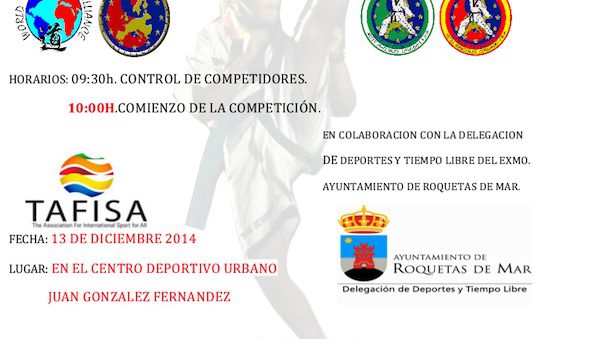 WORLD
ALLIANCE
HORARIOS: 09:30h. CONTROL DE COMPETIDORES.
10:00H.COMIENZO DE LA COMPETICIÓN.
EN COLABORACION CON LA DELEGACION
DE DEPORTES Y TIEMPO LIBRE DEL EXMO.
AYUNTAMIENTO DE ROQUETAS DE MAR.
TAFISA
The Association For International Sport for All
FECHA: 13 DE DICIEMBRE 2014
LUGAR: EN EL CENTRO DEPORTIVO URBANO
JUAN GONZALEZ FERNANDEZ
AYUNTAMIENTO DE
ROQUETAS DE MAR
Delegación de Deportes y Tiempo Libre